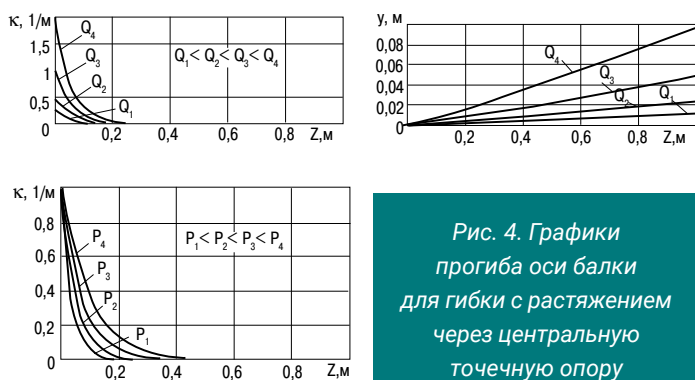 κ, 1/м
1,5
1
0,5
0
0,2
0,4
0,6
0,8
Z,м
Q₄
Q₃
Q₂
Q₁
Q₁< Q₂< Q₃< Q₄
y, м
0,08
0,06
0,04
0,02
0
0,2
0,4
0,6
0,8
Z,м
Q₄
Q₃
Q₂
Q₁
κ, 1/м
0,8
0,6
0,4
0,2
0
0,2
0,4
0,6
0,8
Z,м
P₄
P₃
P₂
P₁
P₁< P₂< P₃< P₄
Рис. 4. Графики
прогиба оси балки
для гибки с растяжением
через центральную
точечную опору